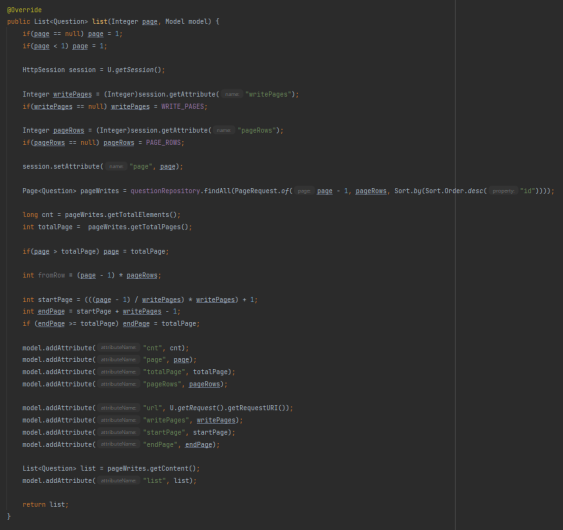 @Override
public List<Question> list(Integer page, Model model) {
if(page == null) page = 1;
if(page < 1) page = 1;
HttpSession session = U.getSession();
Integer writePages = (Integer)session.getAttribute( name: "writePages");
if(writePages == null) writePages = WRITE_PAGES;
Integer pageRows = (Integer)session.getAttribute( name: "pageRows");
if(pageRows == null) pageRows = PAGE_ROWS;
session.setAttribute( name: "page", page);
Page<Question> pageWrites = questionRepository.findAll(PageRequest.of( page: page - 1, pageRows, Sort.by(Sort.Order.desc( property: "id"))));
long cnt = pageWrites.getTotalElements();
int totalPage = pageWrites.getTotalPages();
if(page > totalPage) page = totalPage;
int fromRow = (page - 1) * pageRows;
int startPage = (((page - 1) / writePages) * writePages) + 1;
int endPage = startPage + writePages - 1;
if (endPage >= totalPage) endPage = totalPage;
model.addAttribute( attributeName: "cnt", cnt);
model.addAttribute( attributeName: "page", page);
model.addAttribute( attributeName: "totalPage", totalPage);
model.addAttribute( attributeName: "pageRows", pageRows);
model.addAttribute( attributeName: "url", U.getRequest().getRequestURI());
model.addAttribute( attributeName: "writePages", writePages);
model.addAttribute( attributeName: "startPage", startPage);
model.addAttribute( attributeName: "endPage", endPage);
List<Question> list = pageWrites.getContent();
model.addAttribute( attributeName: "list", list);
return list;
}